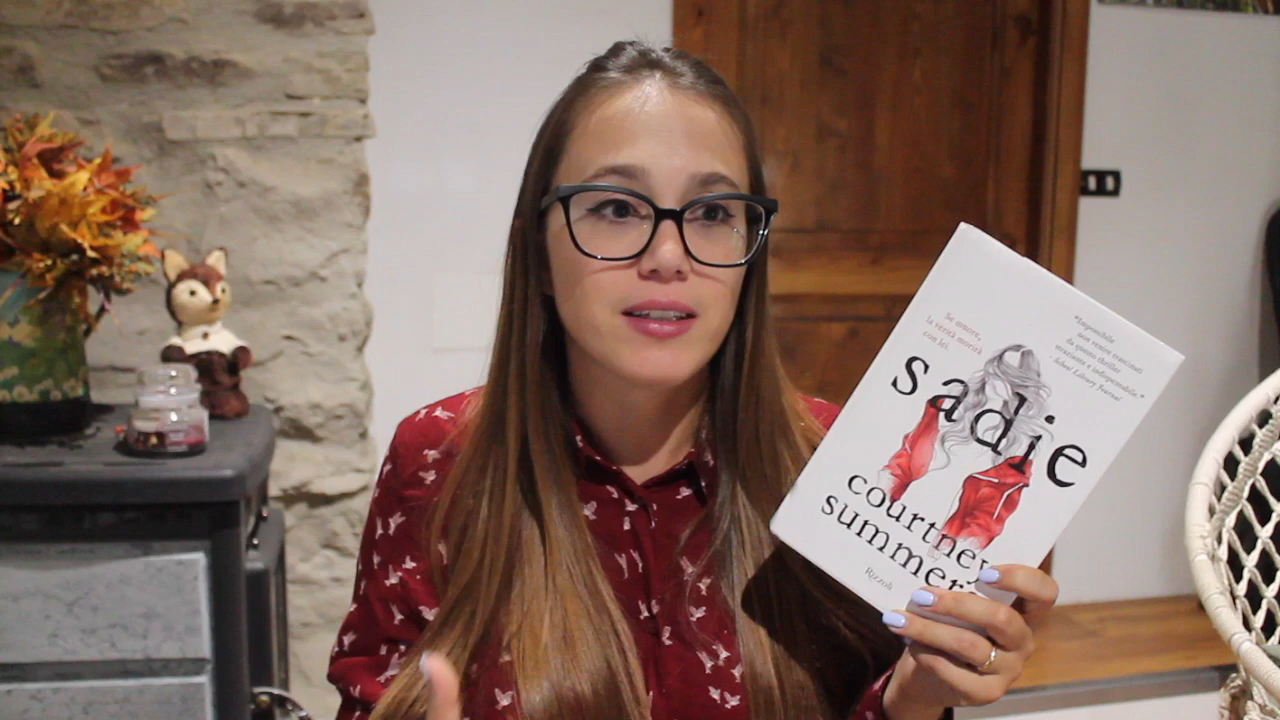 Se muore,
la verità morirà
con lei.
"Impossibile
non venire trascinati
da questo thriller
straziante e indispensabile."
- School Library Journal
sadie
courtney
summers
Rizzoli